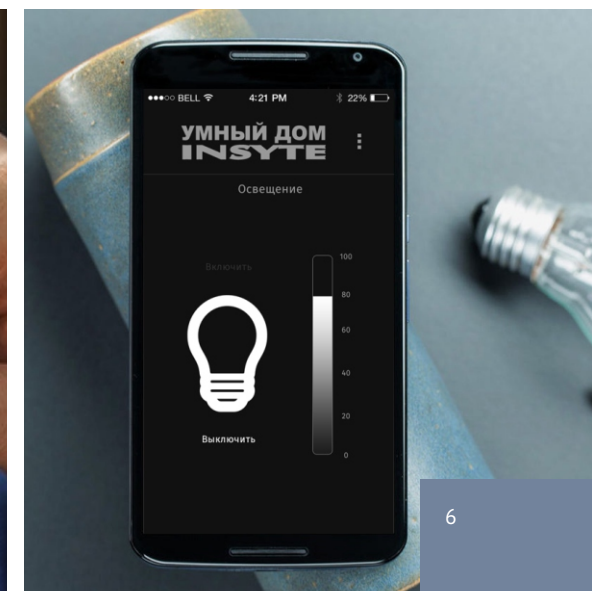 BELL 4:21 PM 22%
УМНЫЙ ДОМ
INSYTE
Освещение
Включить
100
80
60
40
20
0
Выключить
6